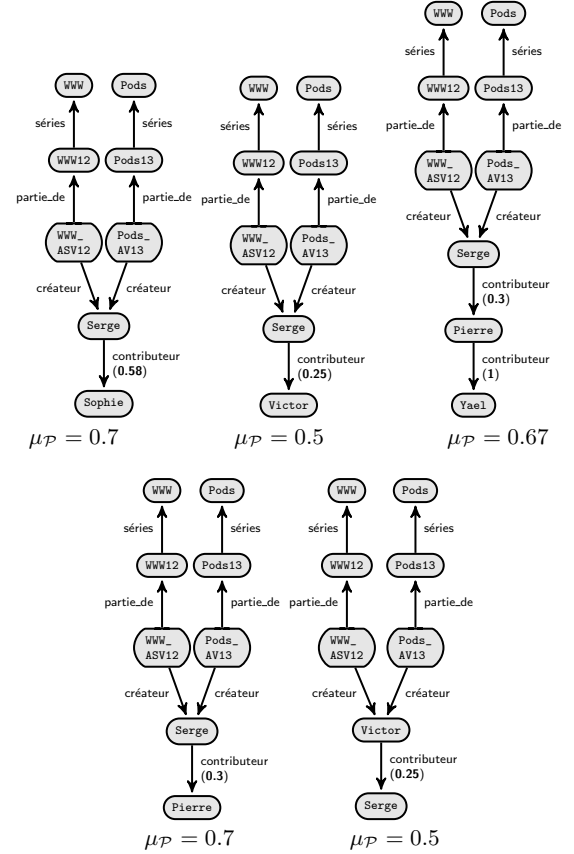 WWW Pods
séries séries
WWW12 Pods13
partie_de partie_de
WWW_ Pods_
ASV12 AV13
créateur créateur
Serge
contributeur
(0.58)
Sophie
μP = 0.7
WWW Pods
séries séries
WWW12 Pods13
partie_de partie_de
WWW_ Pods_
ASV12 AV13
créateur créateur
Serge
contributeur
(0.25)
Victor
μP = 0.5
WWW Pods
séries séries
WWW12 Pods13
partie_de partie_de
WWW_ Pods_
ASV12 AV13
créateur créateur
Serge
contributeur
(0.3)
Pierre
contributeur
(1)
Yael
μP = 0.67
WWW Pods
séries séries
WWW12 Pods13
partie_de partie_de
WWW_ Pods_
ASV12 AV13
créateur créateur
Serge
contributeur
(0.3)
Pierre
μP = 0.7
WWW Pods
séries séries
WWW12 Pods13
partie_de partie_de
WWW_ Pods_
ASV12 AV13
créateur créateur
Victor
contributeur
(0.25)
Serge
μP = 0.5